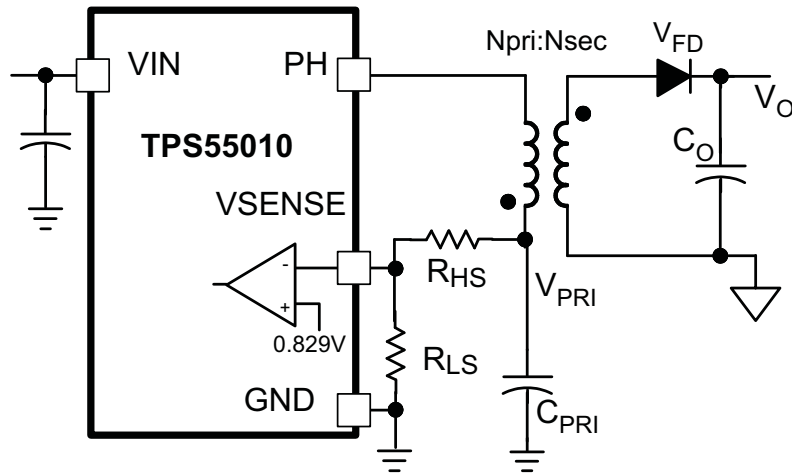 Npri:Nsec
VFD
VIN
PH
VO
TPS55010
CO
VSENSE
-
RHS
VPRI
+
0.829V
RLS
GND
CPRI